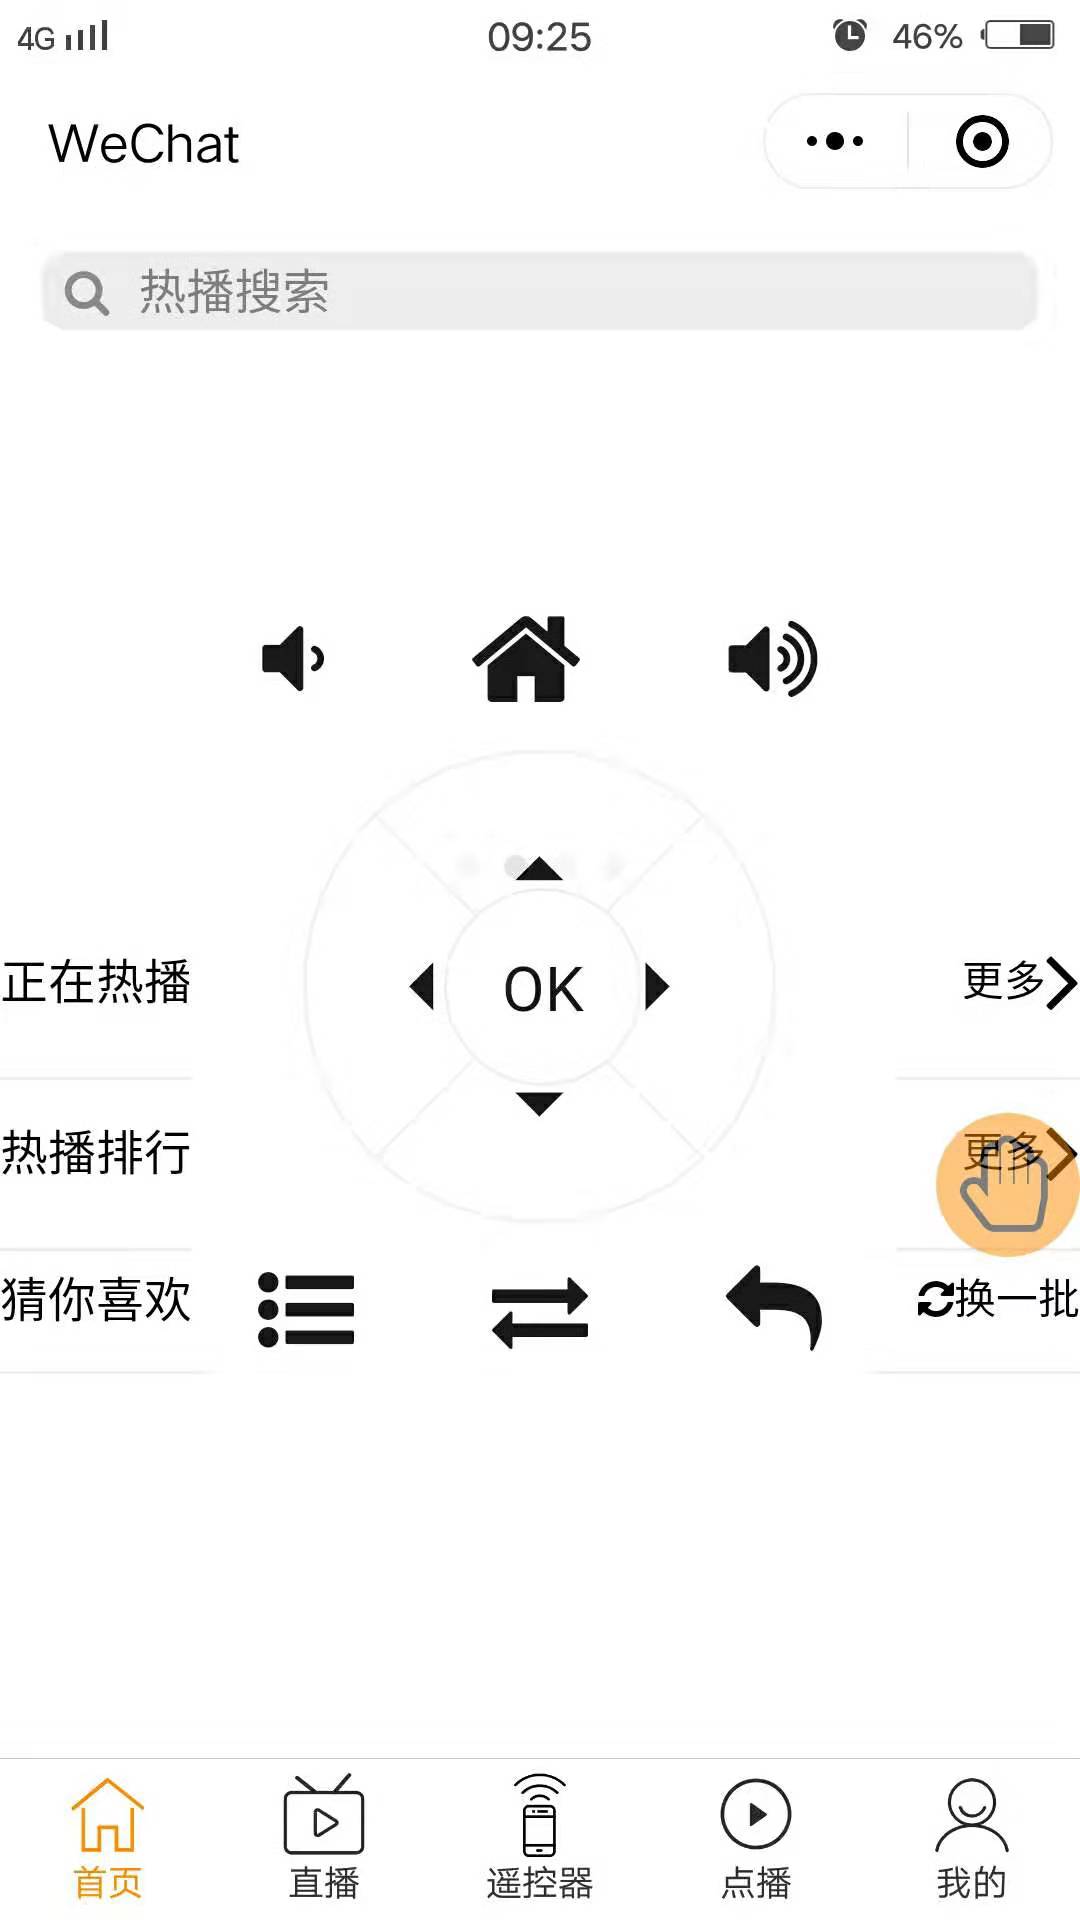 4G 09:25 46%
WeChat
热播搜索
OK
正在热播 更多
热播排行 更多
猜你喜欢 换一批
首页 直播 遥控器 点播 我的